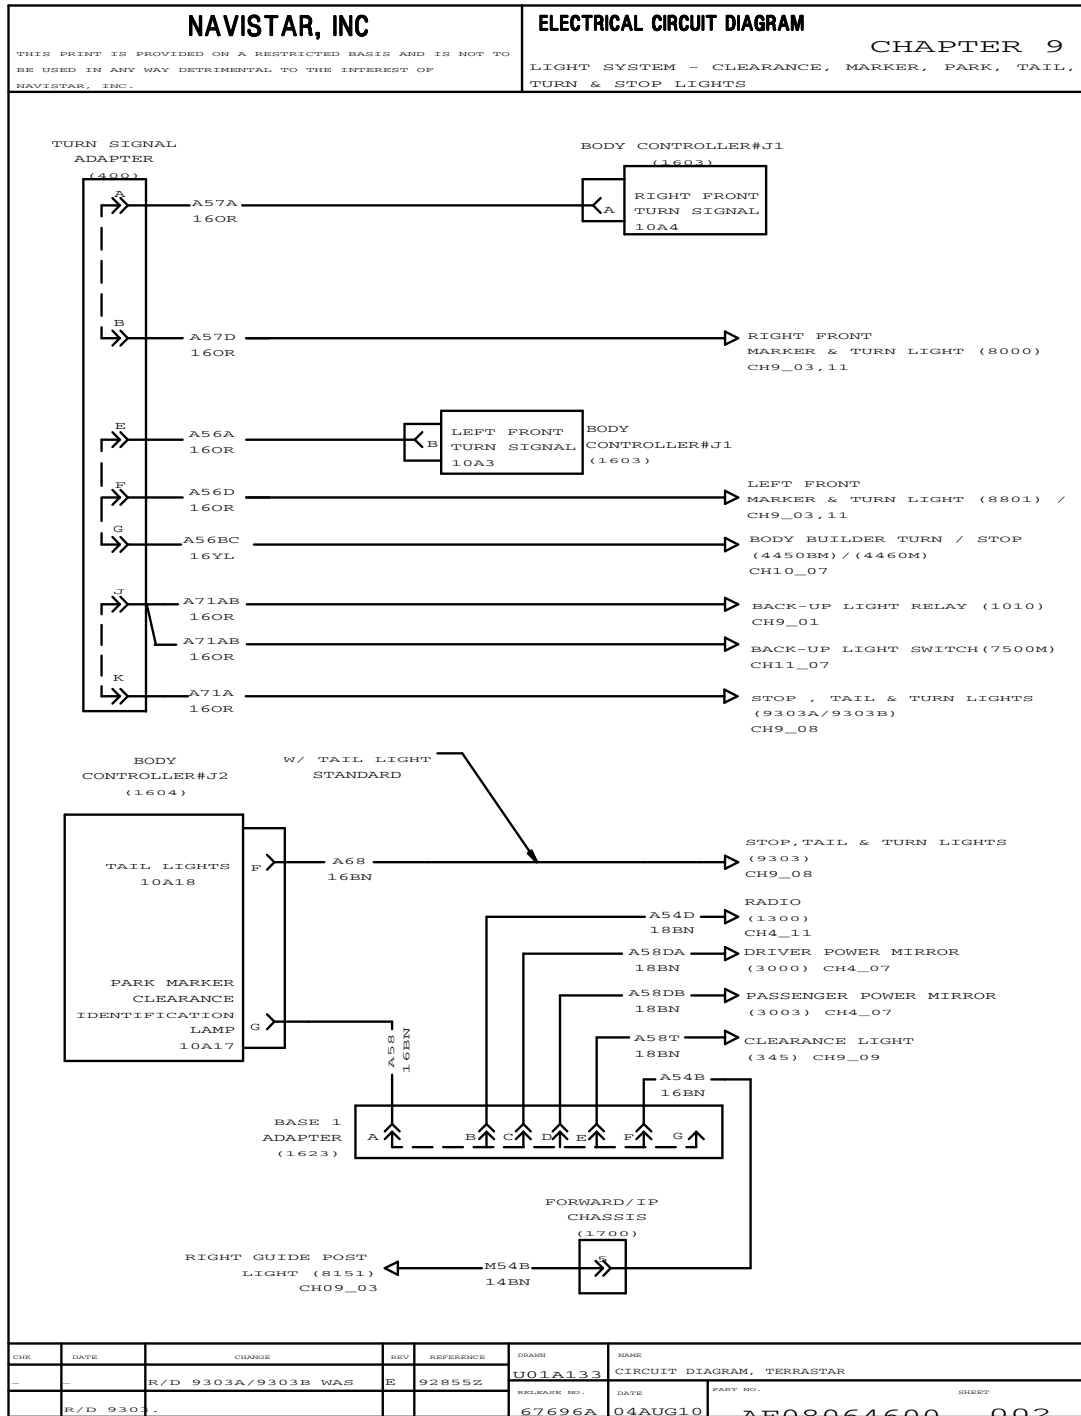 NAVISTAR, INC
THIS PRINT IS PROVIDED ON A RESTRICTED BASIS AND IS NOT TO
BE USED IN ANY WAY DETRIMENTAL TO THE INTEREST OF
NAVISTAR, INC.
ELECTRICAL CIRCUIT DIAGRAM
CHAPTER 9
LIGHT SYSTEM - CLEARANCE, MARKER, PARK, TAIL,
TURN & STOP LIGHTS
TURN SIGNAL
ADAPTER
(400)
BODY CONTROLLER#J1
(1603)
A
A57A
16OR
A
RIGHT FRONT
TURN SIGNAL
10A4
B
A57D
16OR
RIGHT FRONT
MARKER & TURN LIGHT (8000)
CH9_03,11
E
A56A
16OR
B
LEFT FRONT
TURN SIGNAL
10A3
BODY
CONTROLLER#J1
(1603)
F
A56D
16OR
LEFT FRONT
MARKER & TURN LIGHT (8801) /
CH9_03,11
G
A56BC
16YL
BODY BUILDER TURN / STOP
(4450BM)/(4460M)
CH10_07
J
A71AB
16OR
BACK-UP LIGHT RELAY (1010)
CH9_01
A71AB
16OR
BACK-UP LIGHT SWITCH(7500M)
CH11_07
K
A71A
16OR
STOP , TAIL & TURN LIGHTS
(9303A/9303B)
CH9_08
BODY
CONTROLLER#J2
(1604)
W/ TAIL LIGHT
STANDARD
TAIL LIGHTS
10A18
F
A68
16BN
STOP,TAIL & TURN LIGHTS
(9303)
CH9_08
A54D
18BN
RADIO
(1300)
CH4_11
A58DA
18BN
DRIVER POWER MIRROR
(3000) CH4_07
PARK MARKER
CLEARANCE
IDENTIFICATION
LAMP
10A17
G
A58
16BN
A58DB
18BN
PASSENGER POWER MIRROR
(3003) CH4_07
A58T
18BN
CLEARANCE LIGHT
(345) CH9_09
A54B
16BN
BASE 1
ADAPTER
(1623)
A
B
C
D
E
F
G
FORWARD/IP
CHASSIS
(1700)
RIGHT GUIDE POST
LIGHT (8151)
CH09_03
M54B
14BN
CHK
DATE
CHANGE
REV
REFERENCE
DRAWN
NAME
-
-
R/D 9303A/9303B WAS
E
92855Z
U01A133
CIRCUIT DIAGRAM, TERRASTAR
R/D 9303.
RELEASE NO.
DATE
PART NO.
SHEET
67696A
04AUG10